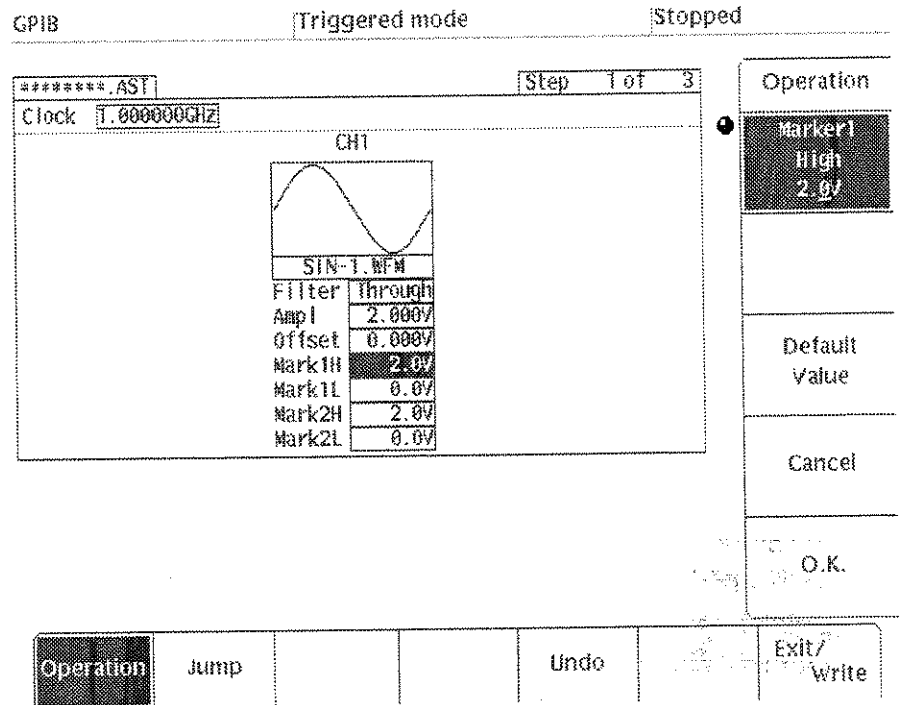 GPIB Triggered mode Stopped
********.AST Step 1 of 3
Clock 1.000000GHz
CH1
SIN-1.WFM
Filter Through
Ampl 2.000V
Offset 0.000V
Mark1H 2.0V
Mark1L 0.0V
Mark2H 2.0V
Mark2L 0.0V
Operation
Marker1
High
2.0V
Default
Value
Cancel
O.K.
Operation Jump Undo Exit/
Write